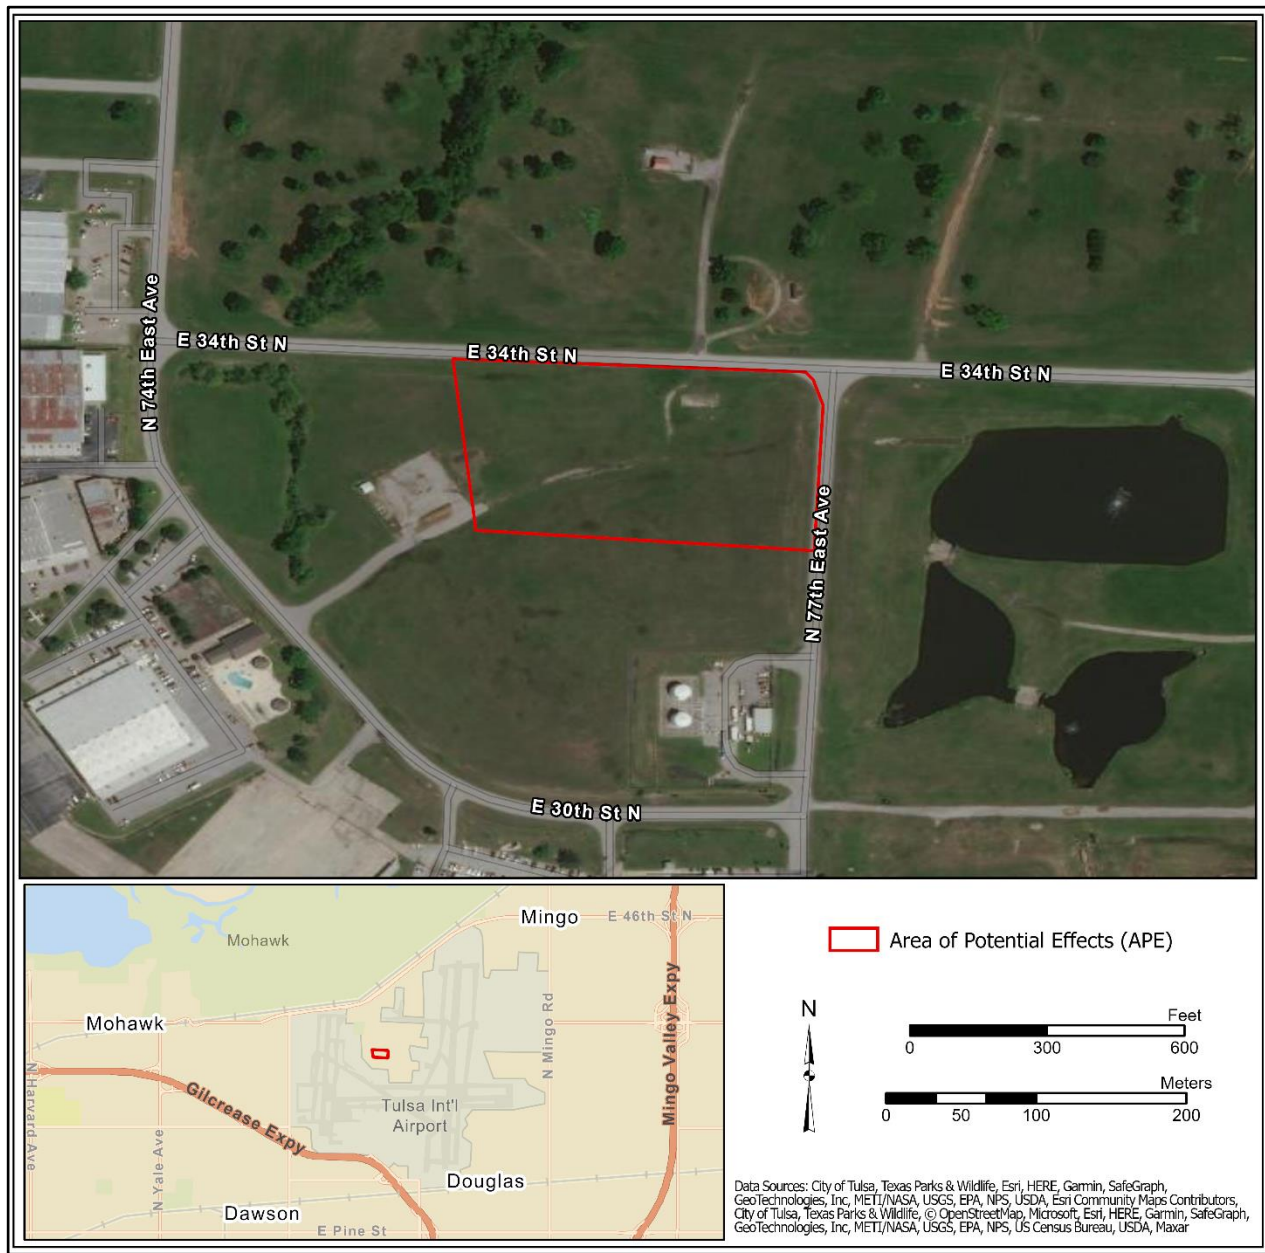 E 34th St N
E 34th St N
E 34th St N
N 74th East Ave
N 77th East Ave
E 30th St N
Mingo
E 46th St N
Mohawk
Mohawk
N Harvard Ave
N Yale Ave
Gilcrease Expy
Tulsa Int'l
Airport
N Mingo Rd
Mingo Valley Expy
Douglas
Dawson
E Pine St
Area of Potential Effects (APE)
N
Feet
0 300 600
Meters
0 50 100 200
Data Sources: City of Tulsa, Texas Parks & Wildlife, Esri, HERE, Garmin, SafeGraph,
GeoTechnologies, Inc, METI/NASA, USGS, EPA, NPS, USDA, Esri Community Maps Contributors,
City of Tulsa, Texas Parks & Wildlife, © OpenStreetMap, Microsoft, Esri, HERE, Garmin, SafeGraph,
GeoTechnologies, Inc, METI/NASA, USGS, EPA, NPS, US Census Bureau, USDA, Maxar